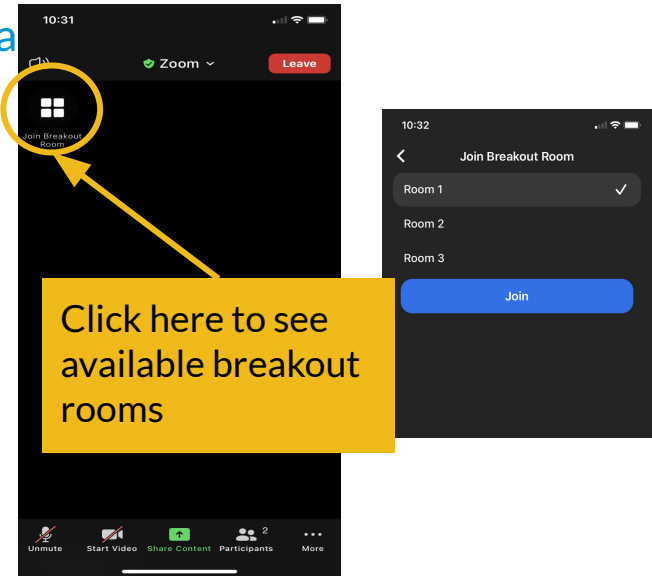 a
10:31
Zoom
Leave
Join Breakout
Room
Click here to see
available breakout
rooms
Unmute
Start Video
Share Content
Participants
2
More
10:32
Join Breakout Room
Room 1
Room 2
Room 3
Join